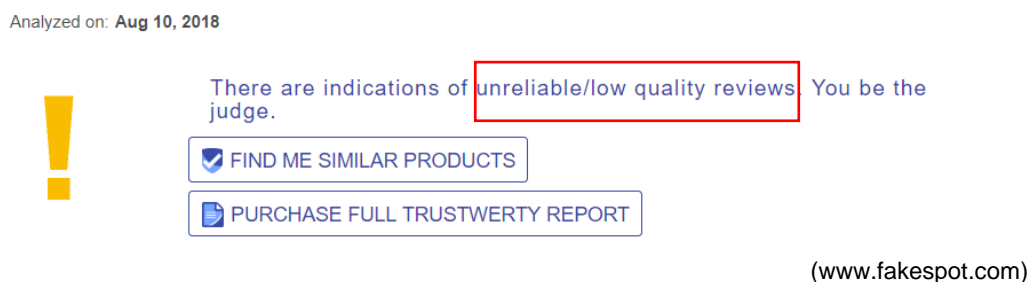 Analyzed on: Aug 10, 2018
There are indications of unreliable/low quality reviews. You be the
judge.
FIND ME SIMILAR PRODUCTS
PURCHASE FULL TRUSTWERTY REPORT
(www.fakespot.com)